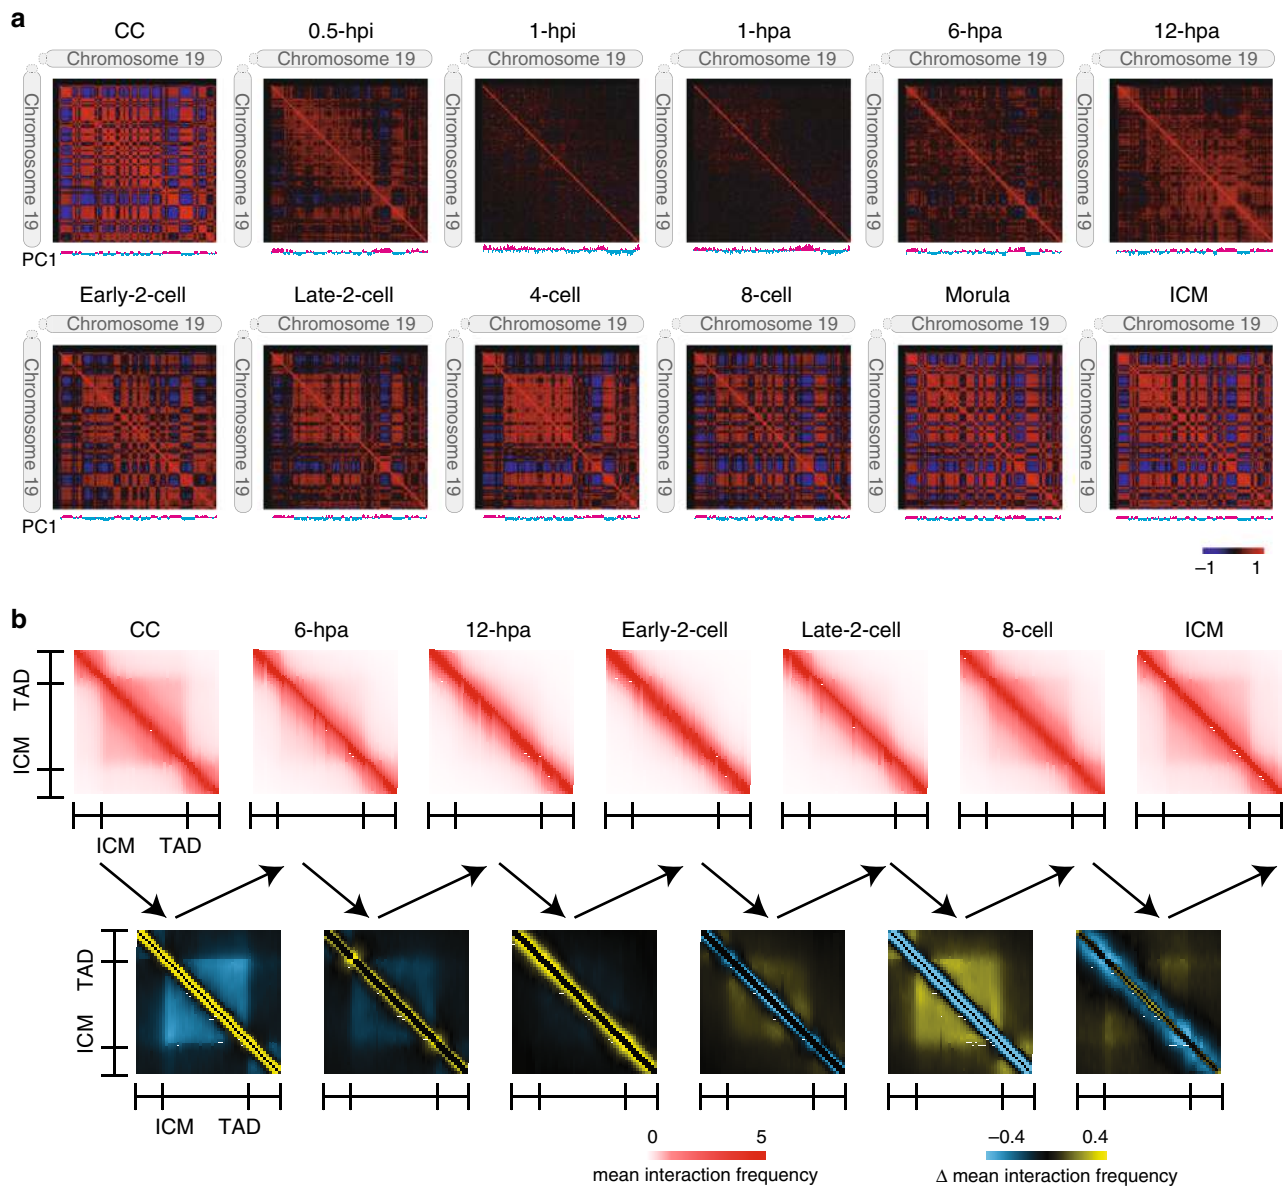 a
CC 0.5-hpi 1-hpi 1-hpa 6-hpa 12-hpa
Chromosome 19 Chromosome 19 Chromosome 19 Chromosome 19 Chromosome 19 Chromosome 19
Chromosome 19 Chromosome 19 Chromosome 19 Chromosome 19 Chromosome 19 Chromosome 19
PC1
Early-2-cell Late-2-cell 4-cell 8-cell Morula ICM
Chromosome 19 Chromosome 19 Chromosome 19 Chromosome 19 Chromosome 19 Chromosome 19
Chromosome 19 Chromosome 19 Chromosome 19 Chromosome 19 Chromosome 19 Chromosome 19
PC1
−1 1
b
CC 6-hpa 12-hpa Early-2-cell Late-2-cell 8-cell ICM
ICM TAD
ICM TAD
ICM TAD
ICM TAD
0 5
mean interaction frequency
−0.4 0.4
Δ mean interaction frequency